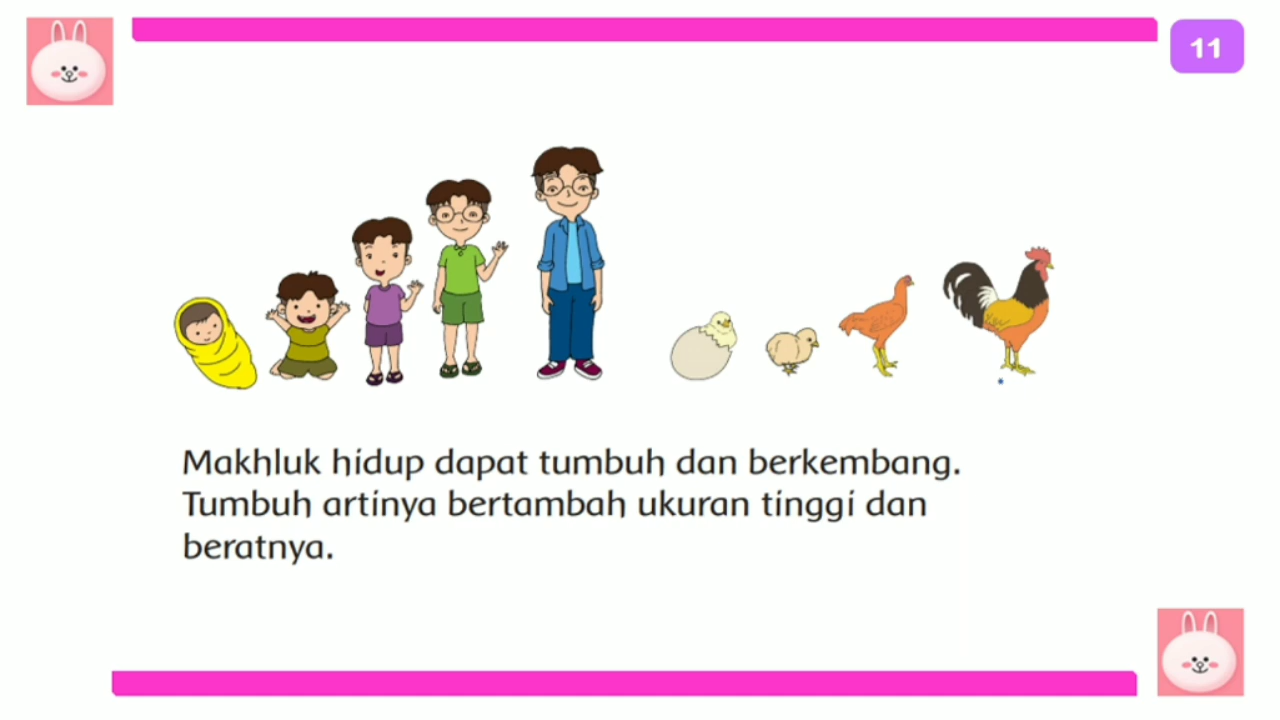 11
Makhluk hidup dapat tumbuh dan berkembang.
Tumbuh artinya bertambah ukuran tinggi dan
beratnya.